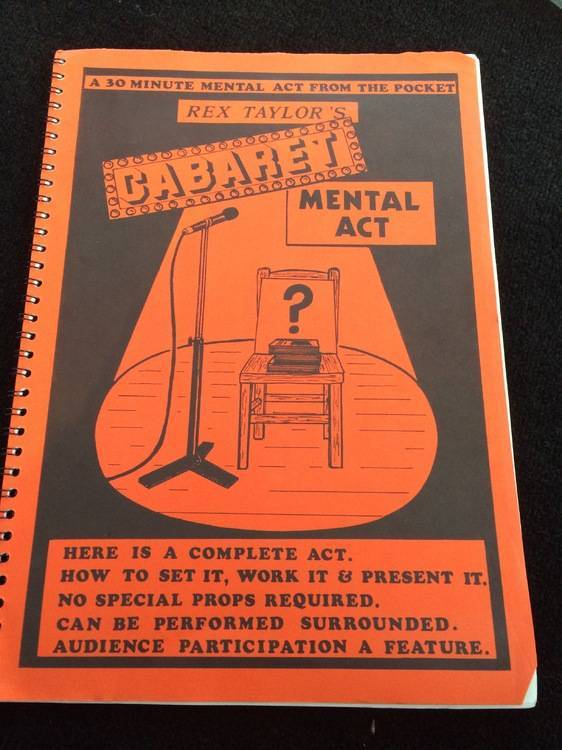 A 30 MINUTE MENTAL ACT FROM THE POCKET
REX TAYLOR'S
CABARET
MENTAL
ACT
?
HERE IS A COMPLETE ACT.
HOW TO SET IT, WORK IT & PRESENT IT.
NO SPECIAL PROPS REQUIRED.
CAN BE PERFORMED SURROUNDED.
AUDIENCE PARTICIPATION A FEATURE.